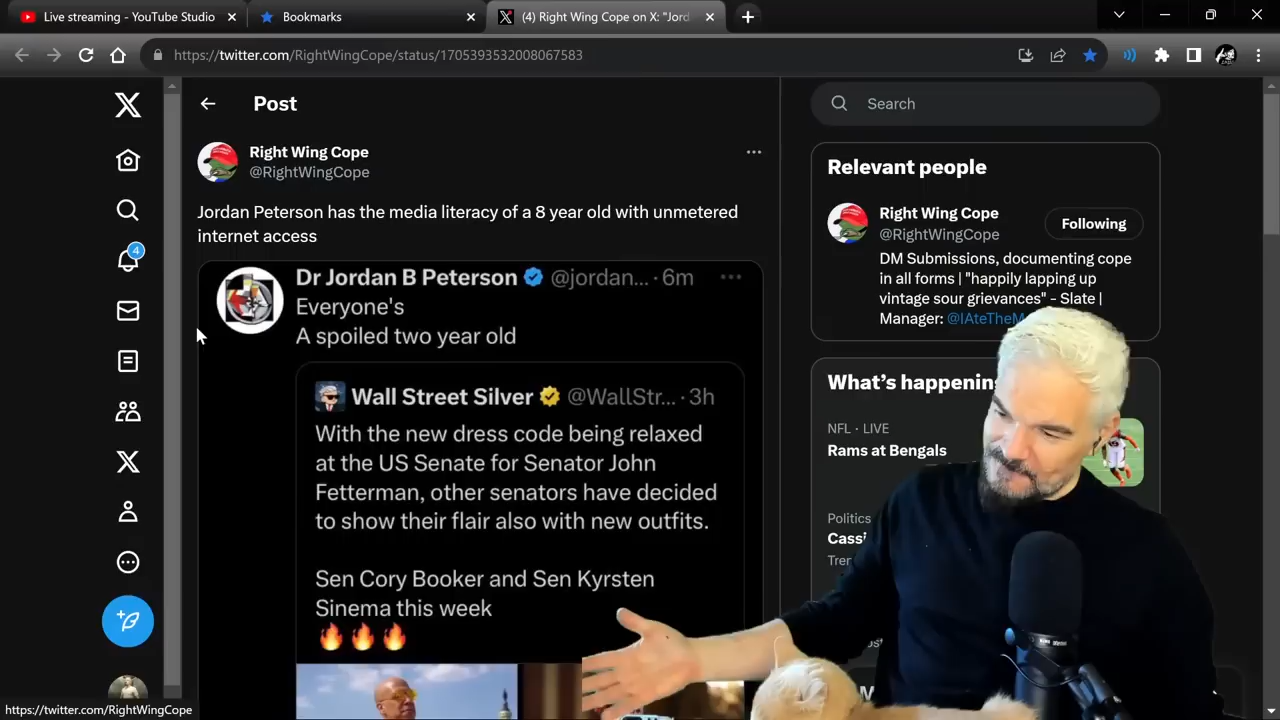 Live streaming - YouTube Studio
Bookmarks
(4) Right Wing Cope on X: "Jord
https://twitter.com/RightWingCope/status/1705393532008067583
Post
Search
Right Wing Cope
@RightWingCope
Jordan Peterson has the media literacy of a 8 year old with unmetered
internet access
Dr Jordan B Peterson @jordan... · 6m
Everyone's
A spoiled two year old
Wall Street Silver @WallStr... · 3h
With the new dress code being relaxed
at the US Senate for Senator John
Fetterman, other senators have decided
to show their flair also with new outfits.
Sen Cory Booker and Sen Kyrsten
Sinema this week
4
Relevant people
Right Wing Cope
@RightWingCope
Following
DM Submissions, documenting cope
in all forms | "happily lapping up
vintage sour grievances" - Slate |
Manager: @IAteTheM
What's happening
NFL · LIVE
Rams at Bengals
Politics
Cassi
Tren
https://twitter.com/RightWingCope